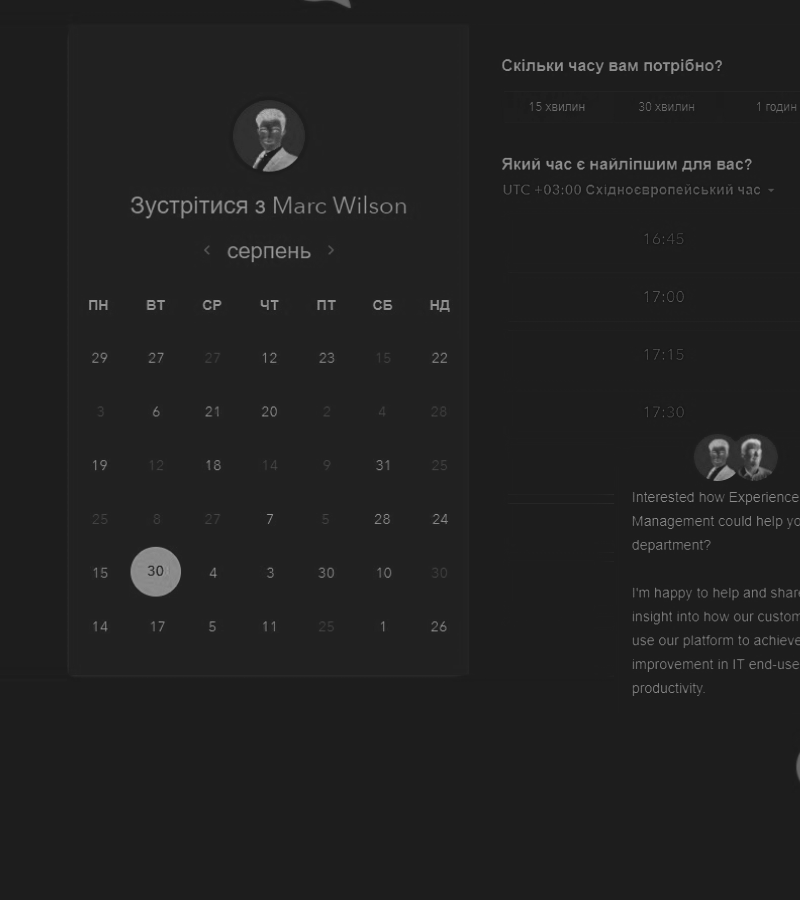 Зустрітися з Marc Wilson
серпень
ПН ВТ СР ЧТ ПТ СБ НД
29 27 27 12 23 15 22
3 6 21 20 2 4 28
19 12 18 14 9 31 25
25 8 27 7 5 28 24
15 30 4 3 30 10 30
14 17 5 11 25 1 26
Скільки часу вам потрібно?
15 хвилин 30 хвилин 1 годин
Який час є найліпшим для вас?
UTC +03:00 Східноєвропейський час
16:45
17:00
17:15
17:30
Interested how Experience
Management could help yo
department?
I'm happy to help and share
insight into how our custom
use our platform to achieve
improvement in IT end-use
productivity.